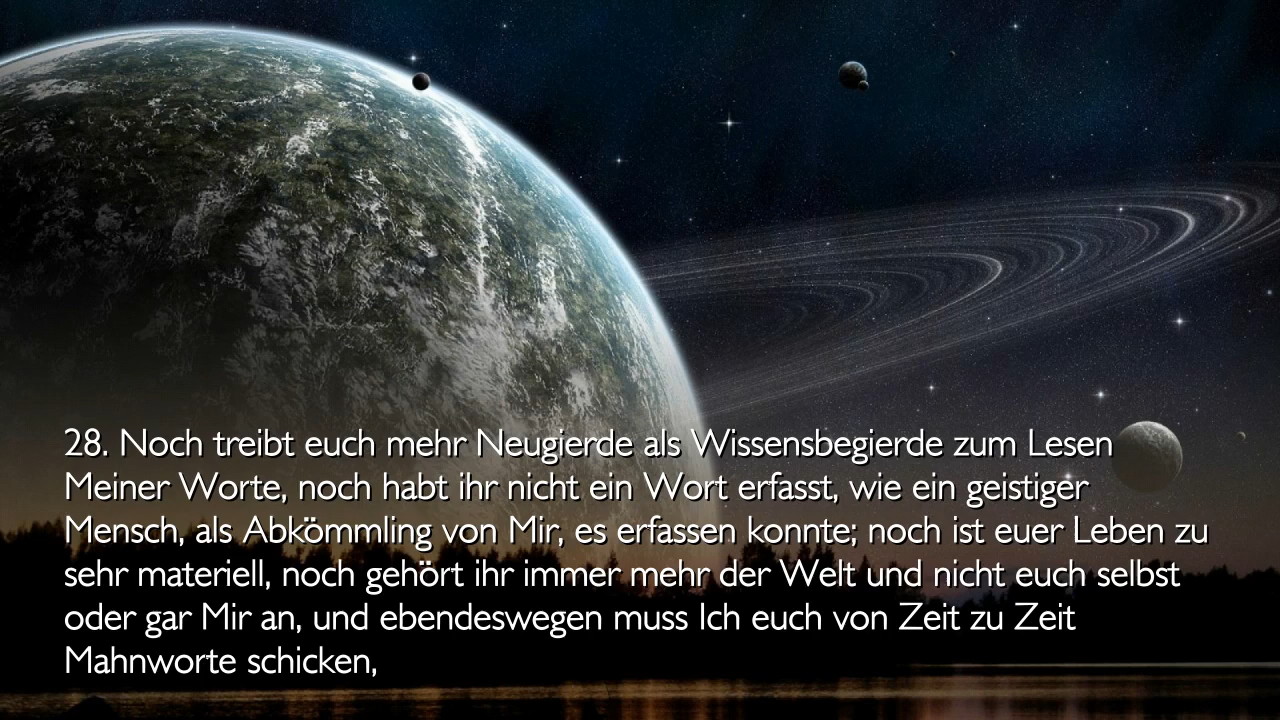 28. Noch treibt euch mehr Neugierde als Wissensbegierde zum Lesen
Meiner Worte, noch habt ihr nicht ein Wort erfasst, wie ein geistiger
Mensch, als Abkömmling von Mir, es erfassen konnte; noch ist euer Leben zu
sehr materiell, noch gehört ihr immer mehr der Welt und nicht euch selbst
oder gar Mir an, und ebendeswegen muss Ich euch von Zeit zu Zeit
Mahnworte schicken,